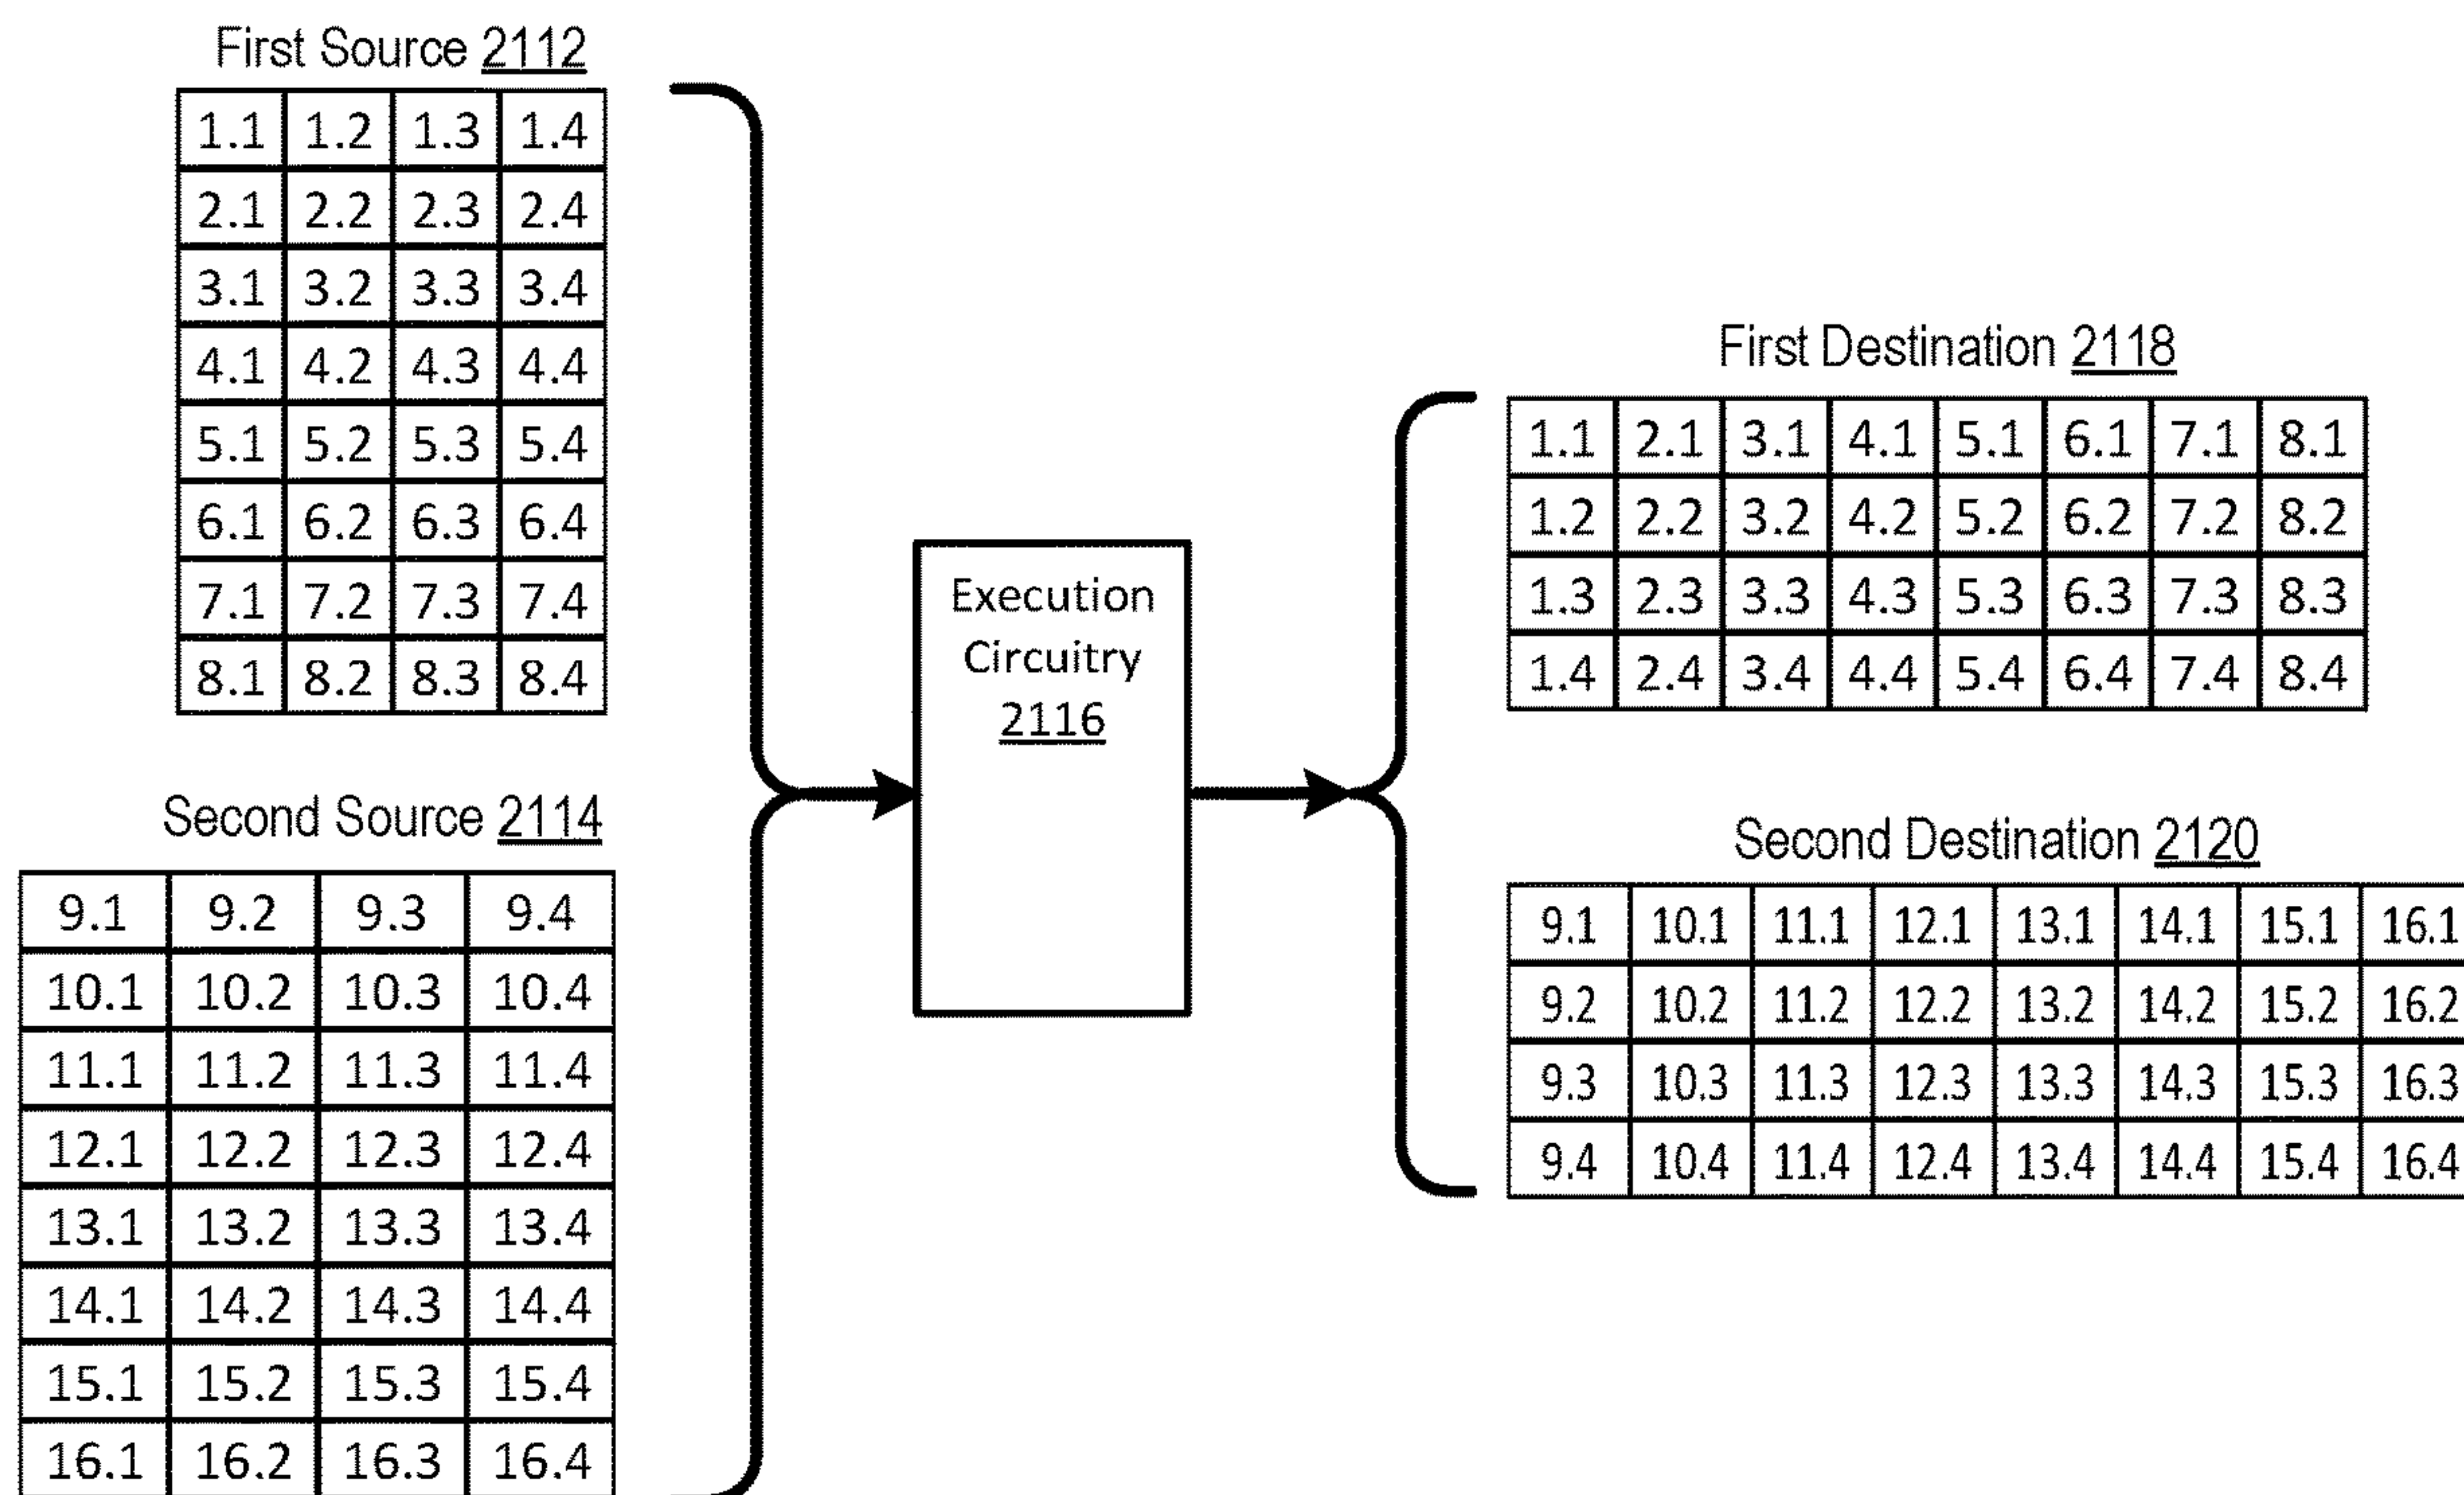 First Source 2112
1.1 1.2 1.3 1.4
2.1 2.2 2.3 2.4
3.1 3.2 3.3 3.4
4.1 4.2 4.3 4.4
5.1 5.2 5.3 5.4
6.1 6.2 6.3 6.4
7.1 7.2 7.3 7.4
8.1 8.2 8.3 8.4
Second Source 2114
9.1 9.2 9.3 9.4
10.1 10.2 10.3 10.4
11.1 11.2 11.3 11.4
12.1 12.2 12.3 12.4
13.1 13.2 13.3 13.4
14.1 14.2 14.3 14.4
15.1 15.2 15.3 15.4
16.1 16.2 16.3 16.4
Execution
Circuitry
2116
First Destination 2118
1.1 2.1 3.1 4.1 5.1 6.1 7.1 8.1
1.2 2.2 3.2 4.2 5.2 6.2 7.2 8.2
1.3 2.3 3.3 4.3 5.3 6.3 7.3 8.3
1.4 2.4 3.4 4.4 5.4 6.4 7.4 8.4
Second Destination 2120
9.1 10.1 11.1 12.1 13.1 14.1 15.1 16.1
9.2 10.2 11.2 12.2 13.2 14.2 15.2 16.2
9.3 10.3 11.3 12.3 13.3 14.3 15.3 16.3
9.4 10.4 11.4 12.4 13.4 14.4 15.4 16.4